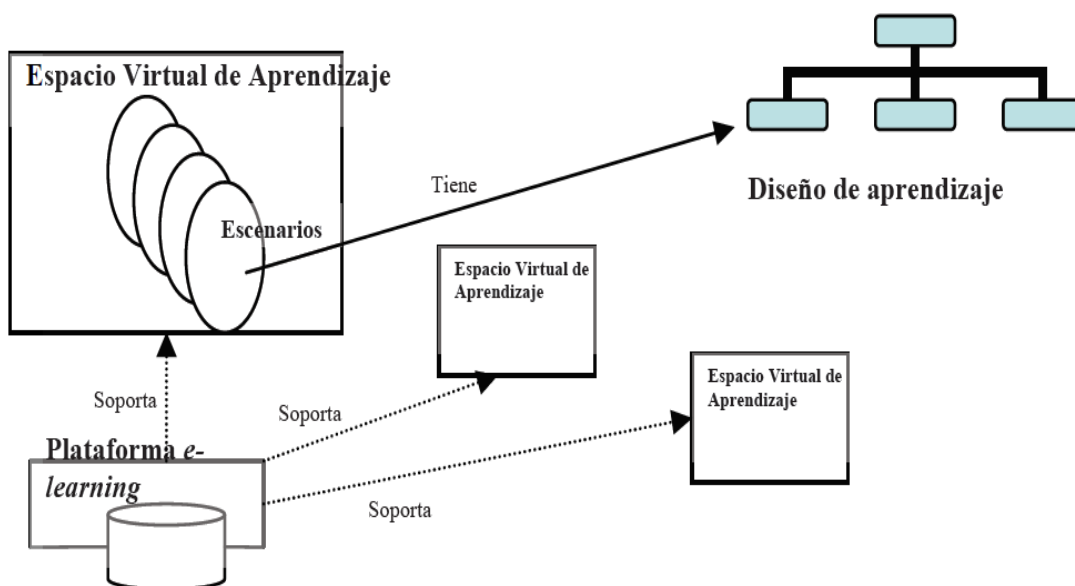 Espacio Virtual de Aprendizaje
Tiene
Diseño de aprendizaje
Escenarios
Espacio Virtual de
Aprendizaje
Espacio Virtual de
Aprendizaje
Soporta
Soporta
Plataforma e-
learning
Soporta